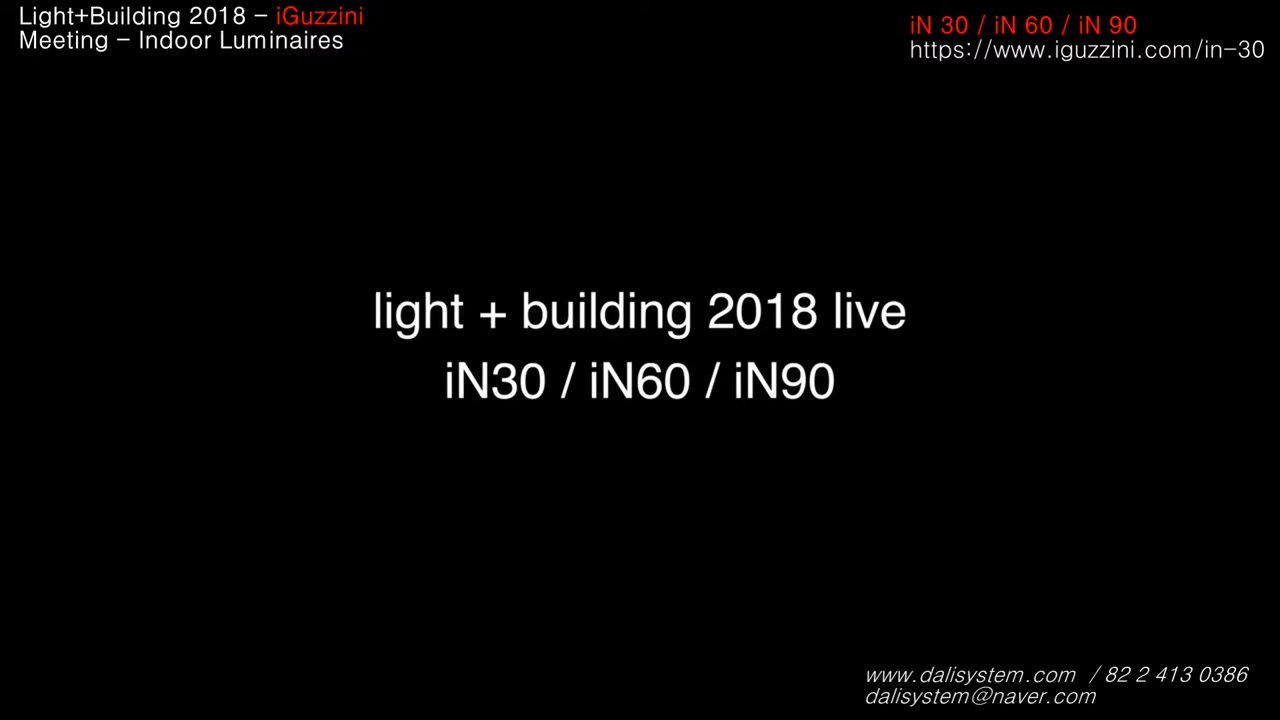 Light+Building 2018 – iGuzzini
Meeting – Indoor Luminaires
iN 30 / iN 60 / iN 90
https://www.iguzzini.com/in-30
light + building 2018 live
iN30 / iN60 / iN90
www.dalisystem.com / 82 2 413 0386
dalisystem@naver.com